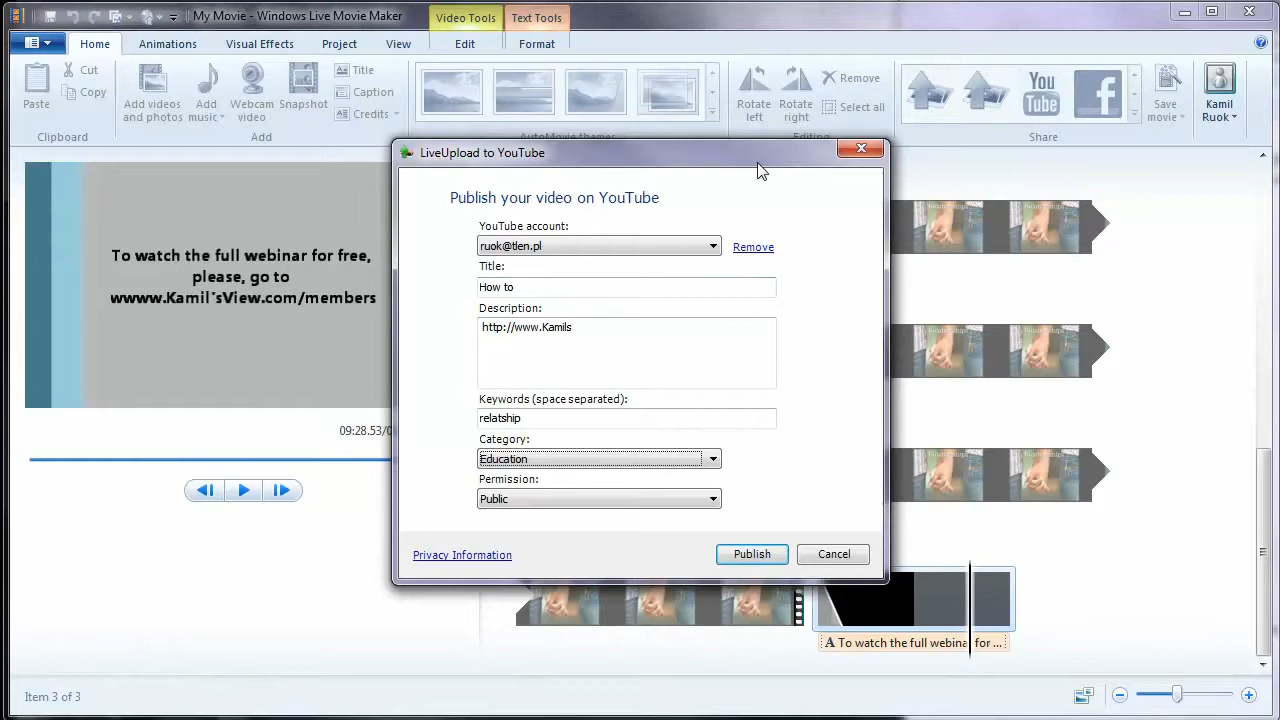 My Movie - Windows Live Movie Maker
Video Tools
Text Tools
Home
Animations
Visual Effects
Project
View
Edit
Format
Paste
Cut
Copy
Clipboard
Add videos
and photos
Add
music
Webcam
video
Snapshot
Title
Caption
Credits
Add
AutoMovie themes
Rotate
left
Rotate
right
Remove
Select all
Editing
You
Tube
f
Share
Save
movie
Kamil
Ruok
LiveUpload to YouTube
Publish your video on YouTube
YouTube account:
ruok@tlen.pl
Remove
Title:
How to
Description:
http://www.Kamils
Keywords (space separated):
relatship
Category:
Education
Permission:
Public
Privacy Information
Publish
Cancel
To watch the full webinar for free,
please, go to
wwww.Kamil'sView.com/members
09:28.53/0
A To watch the full webinar for ...
Item 3 of 3